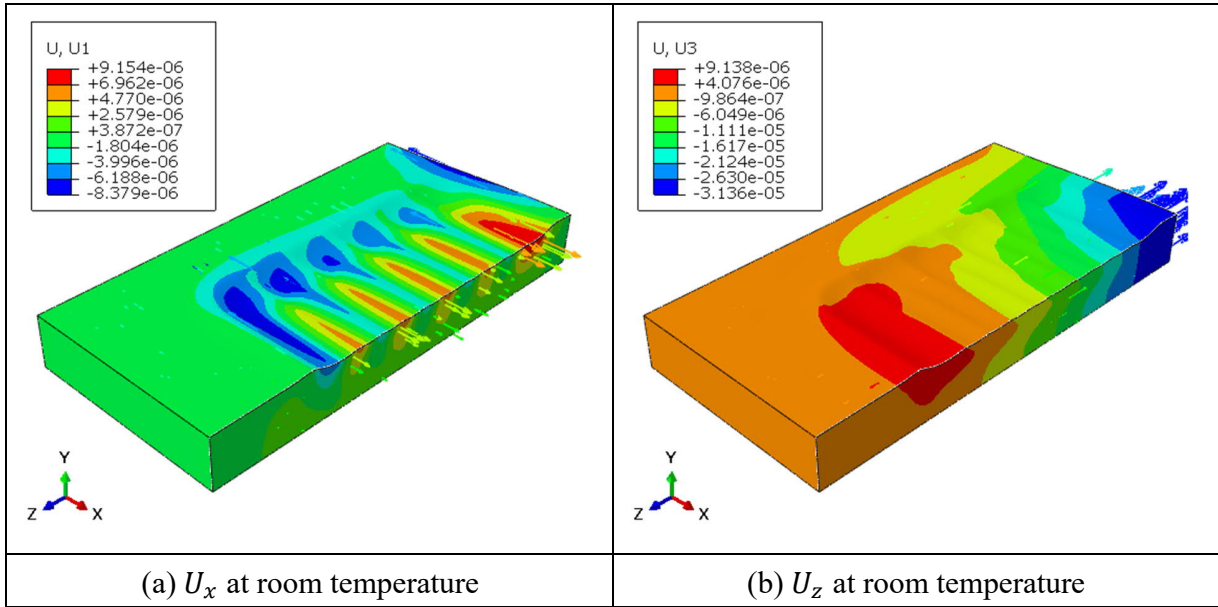 U, U1
+9.154e-06
+6.962e-06
+4.770e-06
+2.579e-06
+3.872e-07
-1.804e-06
-3.996e-06
-6.188e-06
-8.379e-06
Y
Z
X
U, U3
+9.138e-06
+4.076e-06
-9.864e-07
-6.049e-06
-1.111e-05
-1.617e-05
-2.124e-05
-2.630e-05
-3.136e-05
Y
Z
X
(a) Uₓ at room temperature
(b) U_z at room temperature